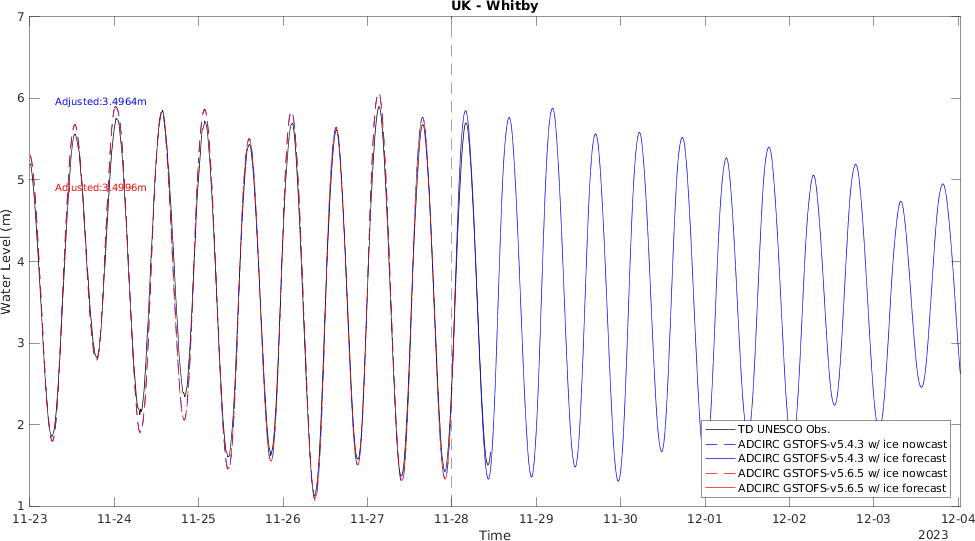 UK - Whitby
7
6
5
4
3
2
1
Water Level (m)
Adjusted:3.4964m
Adjusted:3.4996m
TD UNESCO Obs.
ADCIRC GSTOFS-v5.4.3 w/ ice nowcast
ADCIRC GSTOFS-v5.4.3 w/ ice forecast
ADCIRC GSTOFS-v5.6.5 w/ ice nowcast
ADCIRC GSTOFS-v5.6.5 w/ ice forecast
11-23 11-24 11-25 11-26 11-27 11-28 11-29 11-30 12-01 12-02 12-03 12-04
Time
2023